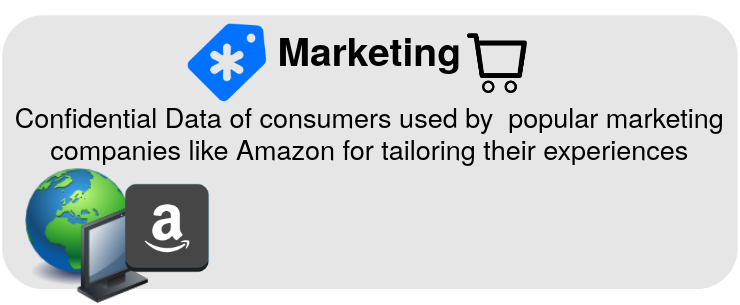 Marketing
Confidential Data of consumers used by  popular marketing
companies like Amazon for tailoring their experiences
a